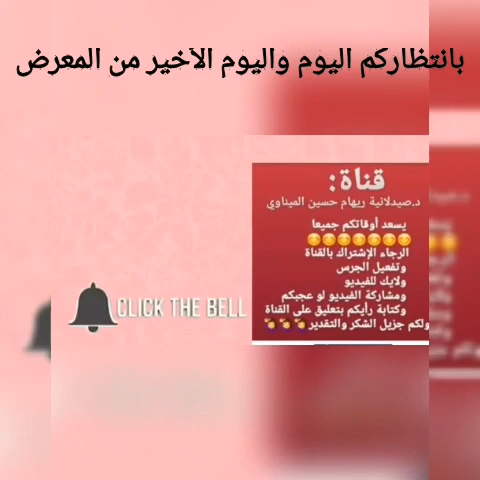 بانتظاركم اليوم واليوم الآخير من المعرض
قناة:
د.صيدلانية ريهام حسين الميناوي
يسعد أوقاتكم جميعا
الرجاء الإشتراك بالقناة
وتفعيل الجرس
ولايك للفيديو
ومشاركة الفيديو لو عجبكم
وكتابة رأيكم بتعليق على القناة
ولكم جزيل الشكر والتقدير
CLICK THE BELL